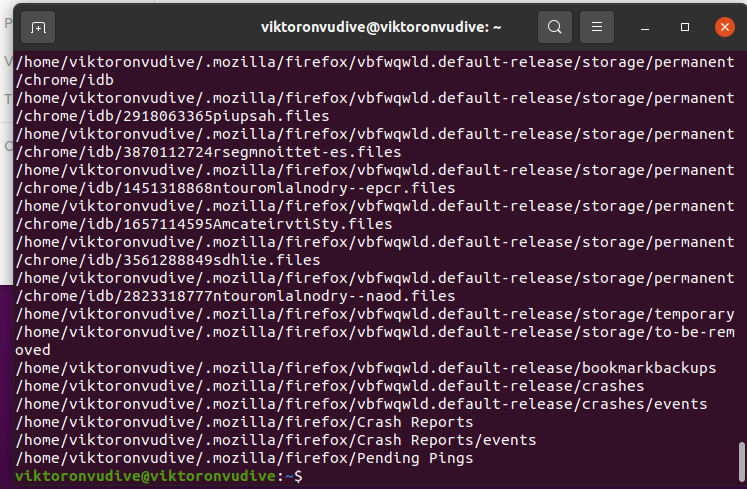 P
viktoronvudive@viktoronvudive: ~
V
T
/home/viktoronvudive/.mozilla/firefox/vbfwqwld.default-release/storage/permanent
/chrome/idb
/home/viktoronvudive/.mozilla/firefox/vbfwqwld.default-release/storage/permanent
/chrome/idb/2918063365piupsah.files
/home/viktoronvudive/.mozilla/firefox/vbfwqwld.default-release/storage/permanent
/chrome/idb/3870112724rsegmnoittet-es.files
/home/viktoronvudive/.mozilla/firefox/vbfwqwld.default-release/storage/permanent
/chrome/idb/1451318868ntouromlalnodry--epcr.files
/home/viktoronvudive/.mozilla/firefox/vbfwqwld.default-release/storage/permanent
/chrome/idb/1657114595AmcateirvtiSty.files
/home/viktoronvudive/.mozilla/firefox/vbfwqwld.default-release/storage/permanent
/chrome/idb/3561288849sdhlie.files
/home/viktoronvudive/.mozilla/firefox/vbfwqwld.default-release/storage/permanent
/chrome/idb/2823318777ntouromlalnodry--naod.files
/home/viktoronvudive/.mozilla/firefox/vbfwqwld.default-release/storage/temporary
/home/viktoronvudive/.mozilla/firefox/vbfwqwld.default-release/storage/to-be-rem
oved
/home/viktoronvudive/.mozilla/firefox/vbfwqwld.default-release/bookmarkbackups
/home/viktoronvudive/.mozilla/firefox/vbfwqwld.default-release/crashes
/home/viktoronvudive/.mozilla/firefox/vbfwqwld.default-release/crashes/events
/home/viktoronvudive/.mozilla/firefox/Crash Reports
/home/viktoronvudive/.mozilla/firefox/Crash Reports/events
/home/viktoronvudive/.mozilla/firefox/Pending Pings
viktoronvudive@viktoronvudive:~$